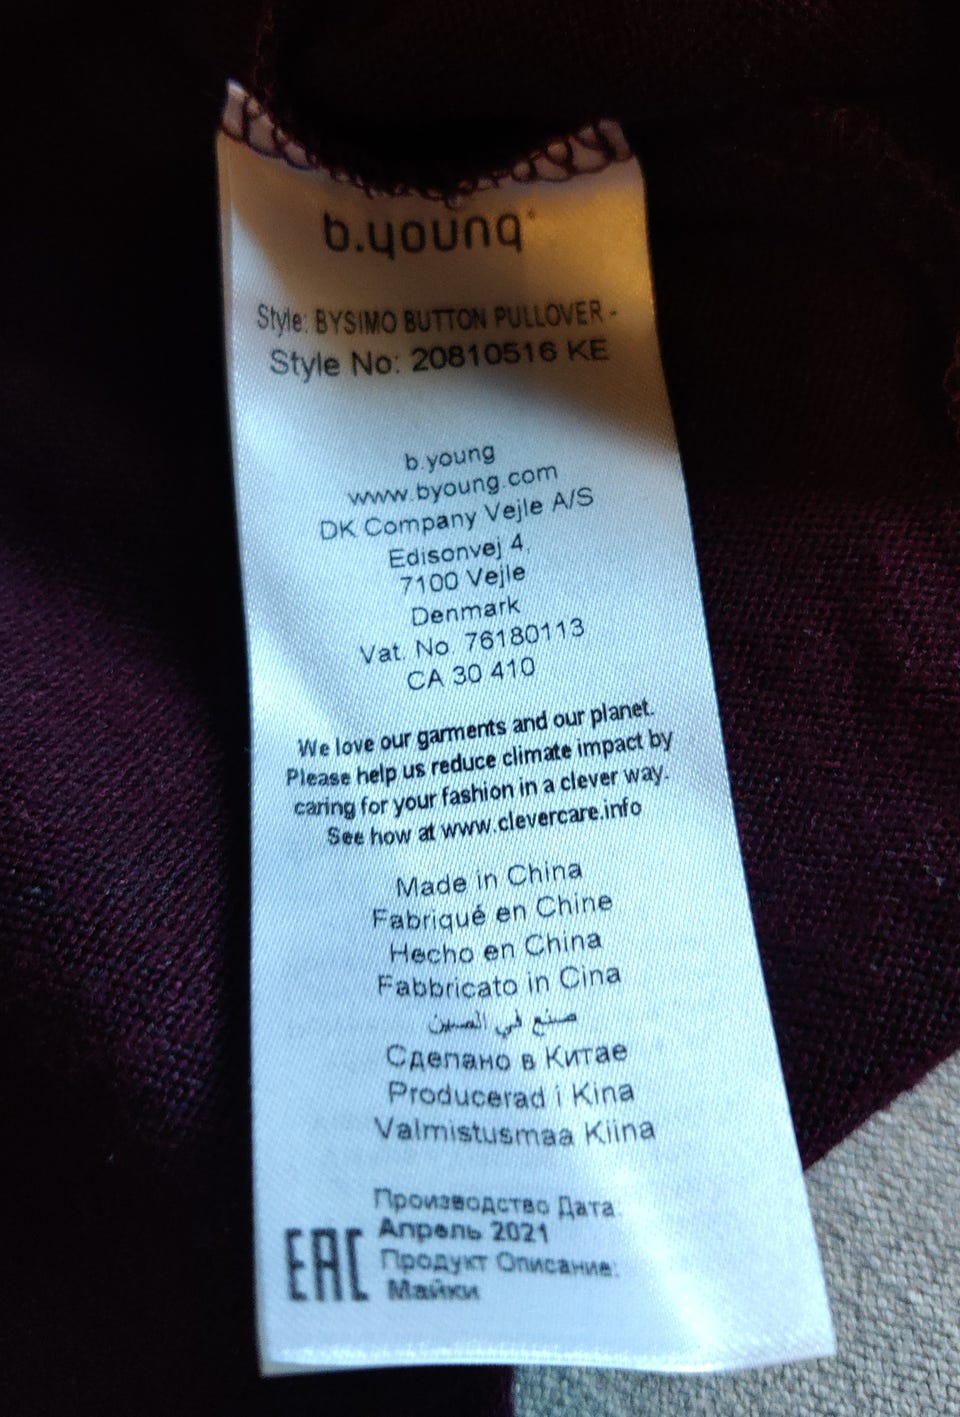 b.young®
Style: BYSIMO BUTTON PULLOVER -
Style No: 20810516 KE
b.young
www.byoung.com
DK Company Vejle A/S
Edisonvej 4,
7100 Vejle
Denmark
Vat. No. 76180113
CA 30 410
We love our garments and our planet.
Please help us reduce climate impact by
caring for your fashion in a clever way.
See how at www.clevercare.info
Made in China
Fabriqué en Chine
Hecho en China
Fabbricato in Cina
صنع في الصين
Сделано в Китае
Producerad i Kina
Valmistusmaa Kiina
Производство Дата:
Апрель 2021
EAC
Продукт Описание:
Майки